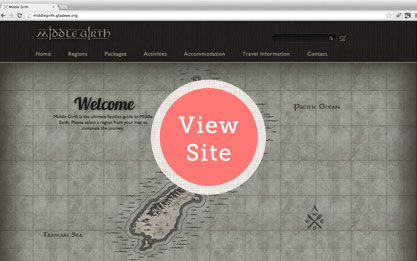 Middle Girth
middlegirth.gladeye.org
MIDDLE GIRTH
Home Regions Packages Activities Accommodation Travel Information Contact
Welcome
Middle Girth is the ultimate tourism guide to Middle
Earth. Please select a region from your map to
complete the journey.
View
Site
Pacific Ocean
Tasman Sea